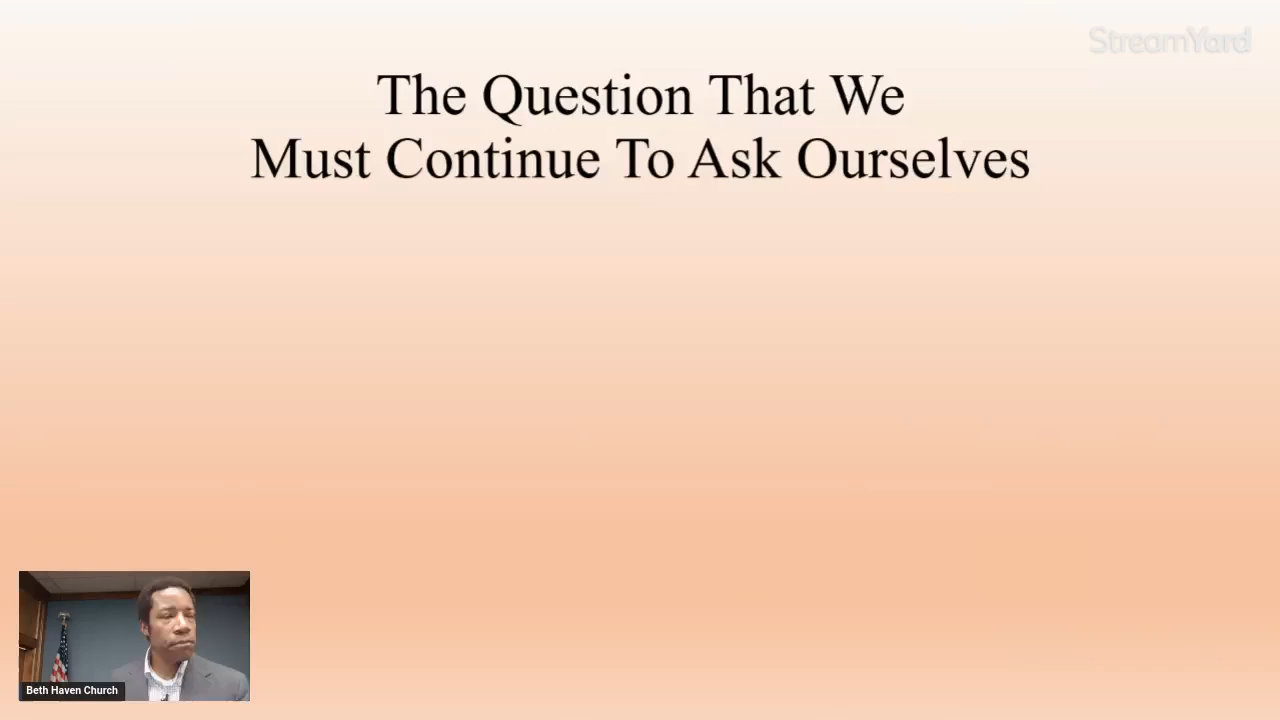 StreamYard
The Question That We
Must Continue To Ask Ourselves
Beth Haven Church